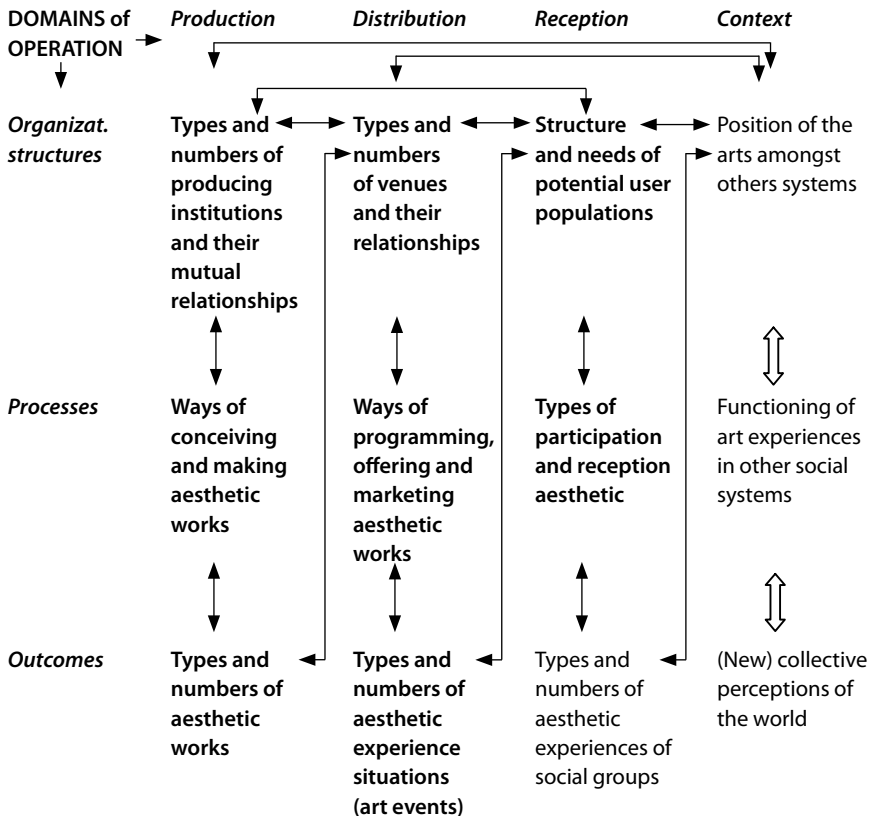 DOMAINS of OPERATION
Production Distribution Reception Context
Organizat.
structures
Types and
numbers of
producing
institutions
and their
mutual
relationships
Types and
numbers
of venues
and their
relationships
Structure
and needs of
potential user
populations
Position of the
arts amongst
others systems
Processes
Ways of
conceiving
and making
aesthetic
works
Ways of
programming,
offering and
marketing
aesthetic
works
Types of
participation
and reception
aesthetic
Functioning of
art experiences
in other social
systems
Outcomes
Types and
numbers of
aesthetic
works
Types and
numbers of
aesthetic
experience
situations
(art events)
Types and
numbers of
aesthetic
experiences of
social groups
(New) collective
perceptions of
the world